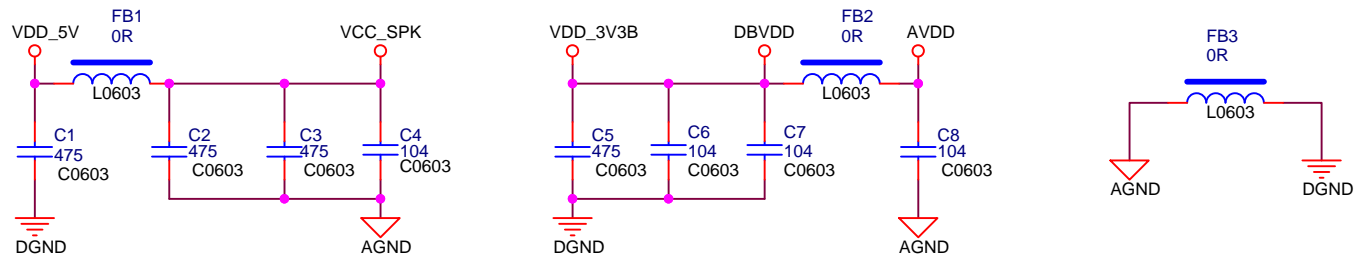 FB1
0R
VDD_5V
VCC_SPK
L0603
C1
475
C0603
C2
475
C0603
C3
475
C0603
C4
104
C0603
DGND
AGND
FB2
0R
VDD_3V3B
DBVDD
AVDD
L0603
C5
475
C0603
C6
104
C0603
C7
104
C0603
C8
104
C0603
DGND
AGND
FB3
0R
L0603
AGND
DGND